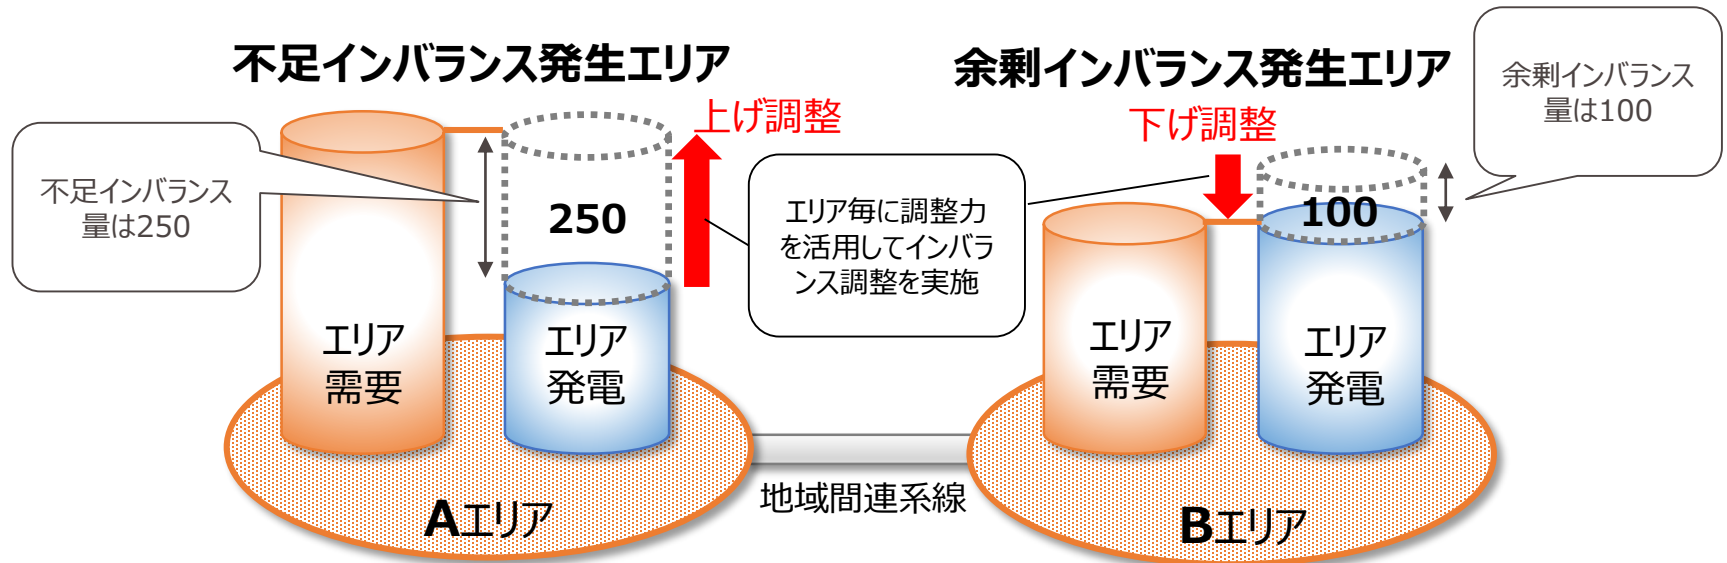 不足インバランス発生エリア
余剰インバランス発生エリア
余剰インバランス
量は100
上げ調整
下げ調整
不足インバランス
量は250
250
エリア毎に調整力
を活用してインバラ
ンス調整を実施
100
エリア
需要
エリア
発電
エリア
需要
エリア
発電
地域間連系線
Aエリア
Bエリア